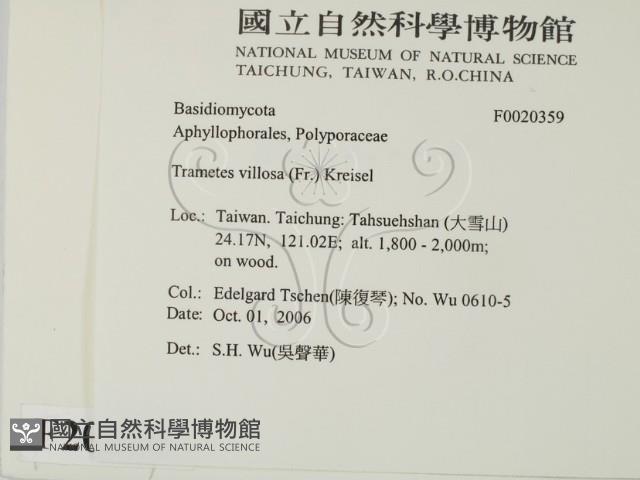 國立自然科學博物館
NATIONAL MUSEUM OF NATURAL SCIENCE
TAICHUNG, TAIWAN, R.O.CHINA
Basidiomycota F0020359
Aphyllophorales, Polyporaceae
Trametes villosa (Fr.) Kreisel
Loc.: Taiwan. Taichung: Tahsuehshan (大雪山)
24.17N, 121.02E; alt. 1,800 - 2,000m;
on wood.
Col.: Edelgard Tschen(陳復琴); No. Wu 0610-5
Date: Oct. 01, 2006
Det.: S.H. Wu(吳聲華)
國立自然科學博物館
NATIONAL MUSEUM OF NATURAL SCIENCE